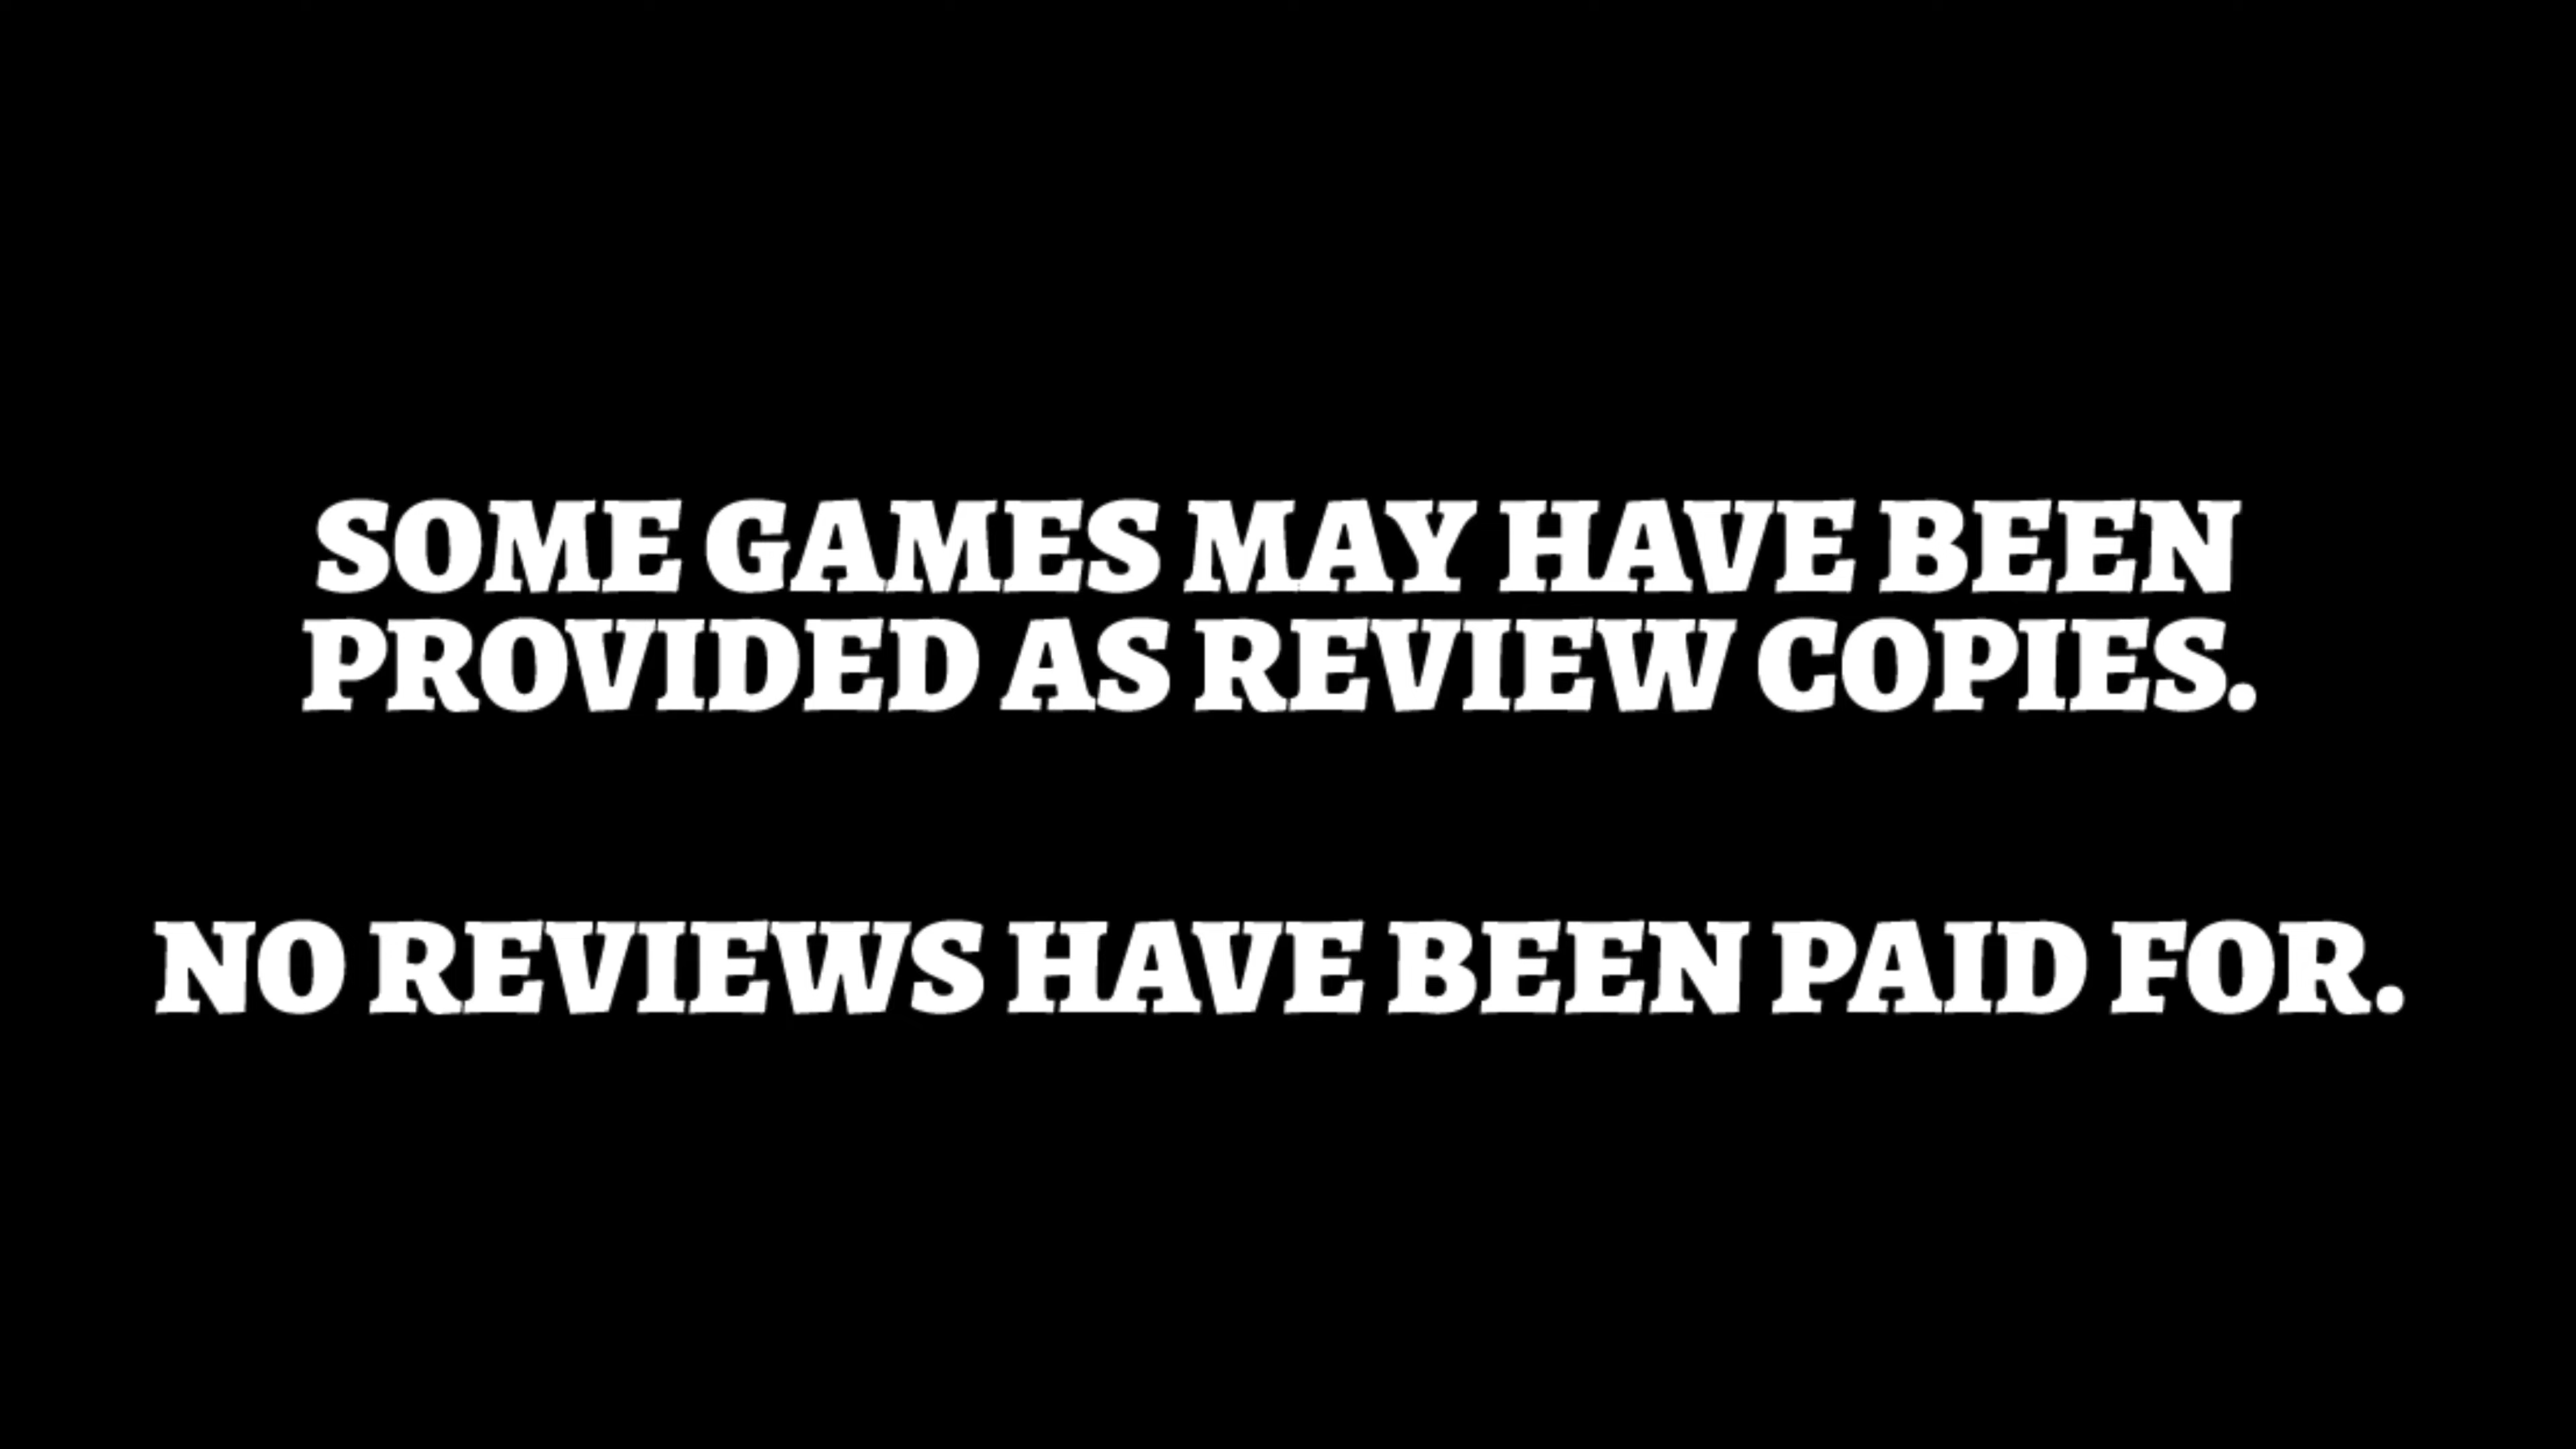 SOME GAMES MAY HAVE BEEN
PROVIDED AS REVIEW COPIES.
NO REVIEWS HAVE BEEN PAID FOR.